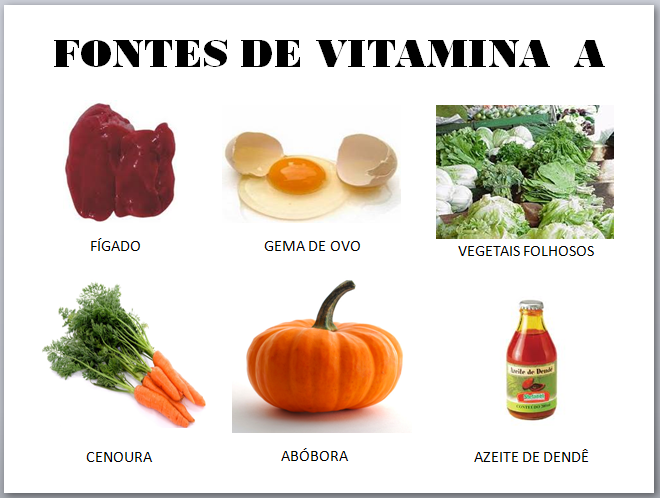 FONTES DE VITAMINA A
FÍGADO
GEMA DE OVO
VEGETAIS FOLHOSOS
Azeite de Dendê
CENOURA
ABÓBORA
AZEITE DE DENDÊ